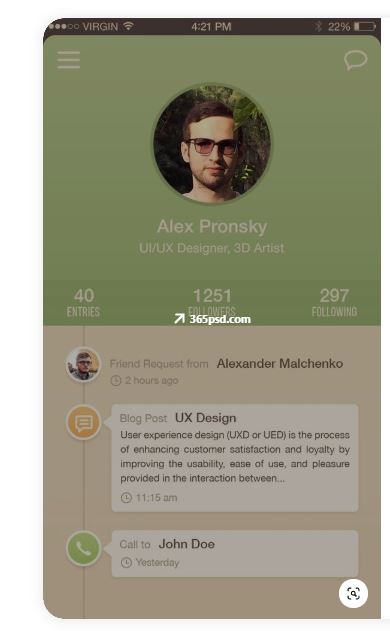 VIRGIN 4:21 PM 22%
Alex Pronsky
UI/UX Designer, 3D Artist
40 1251 297
ENTRIES FOLLOWERS FOLLOWING
365psd.com
Friend Request from Alexander Malchenko
2 hours ago
Blog Post UX Design
User experience design (UXD or UED) is the process
of enhancing customer satisfaction and loyalty by
improving the usability, ease of use, and pleasure
provided in the interaction between...
11:15 am
Call to John Doe
Yesterday